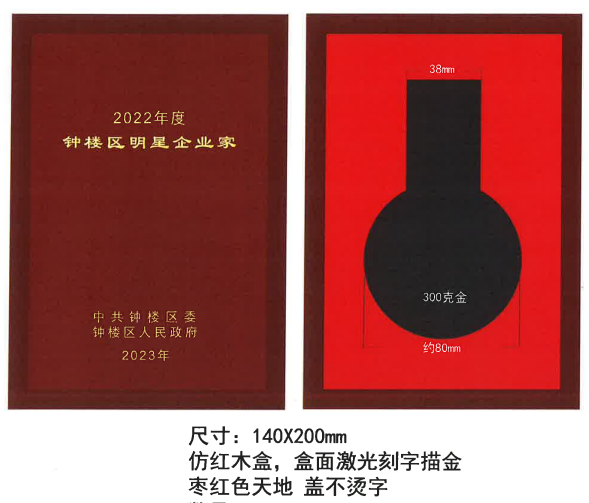 2022年度
钟楼区明星企业家
中共钟楼区委
钟楼区人民政府
2023年
38mm
300克金
约80mm
尺寸：140X200mm
仿红木盒，盒面激光刻字描金
枣红色天地 盖不烫字